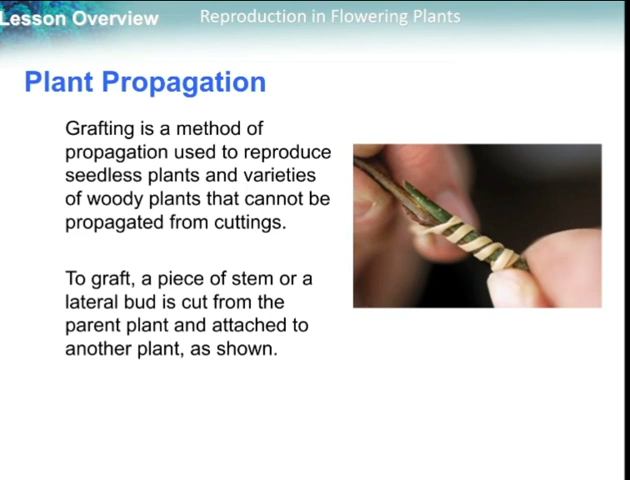 Lesson Overview Reproduction in Flowering Plants
Plant Propagation
Grafting is a method of
propagation used to reproduce
seedless plants and varieties
of woody plants that cannot be
propagated from cuttings.
To graft, a piece of stem or a
lateral bud is cut from the
parent plant and attached to
another plant, as shown.